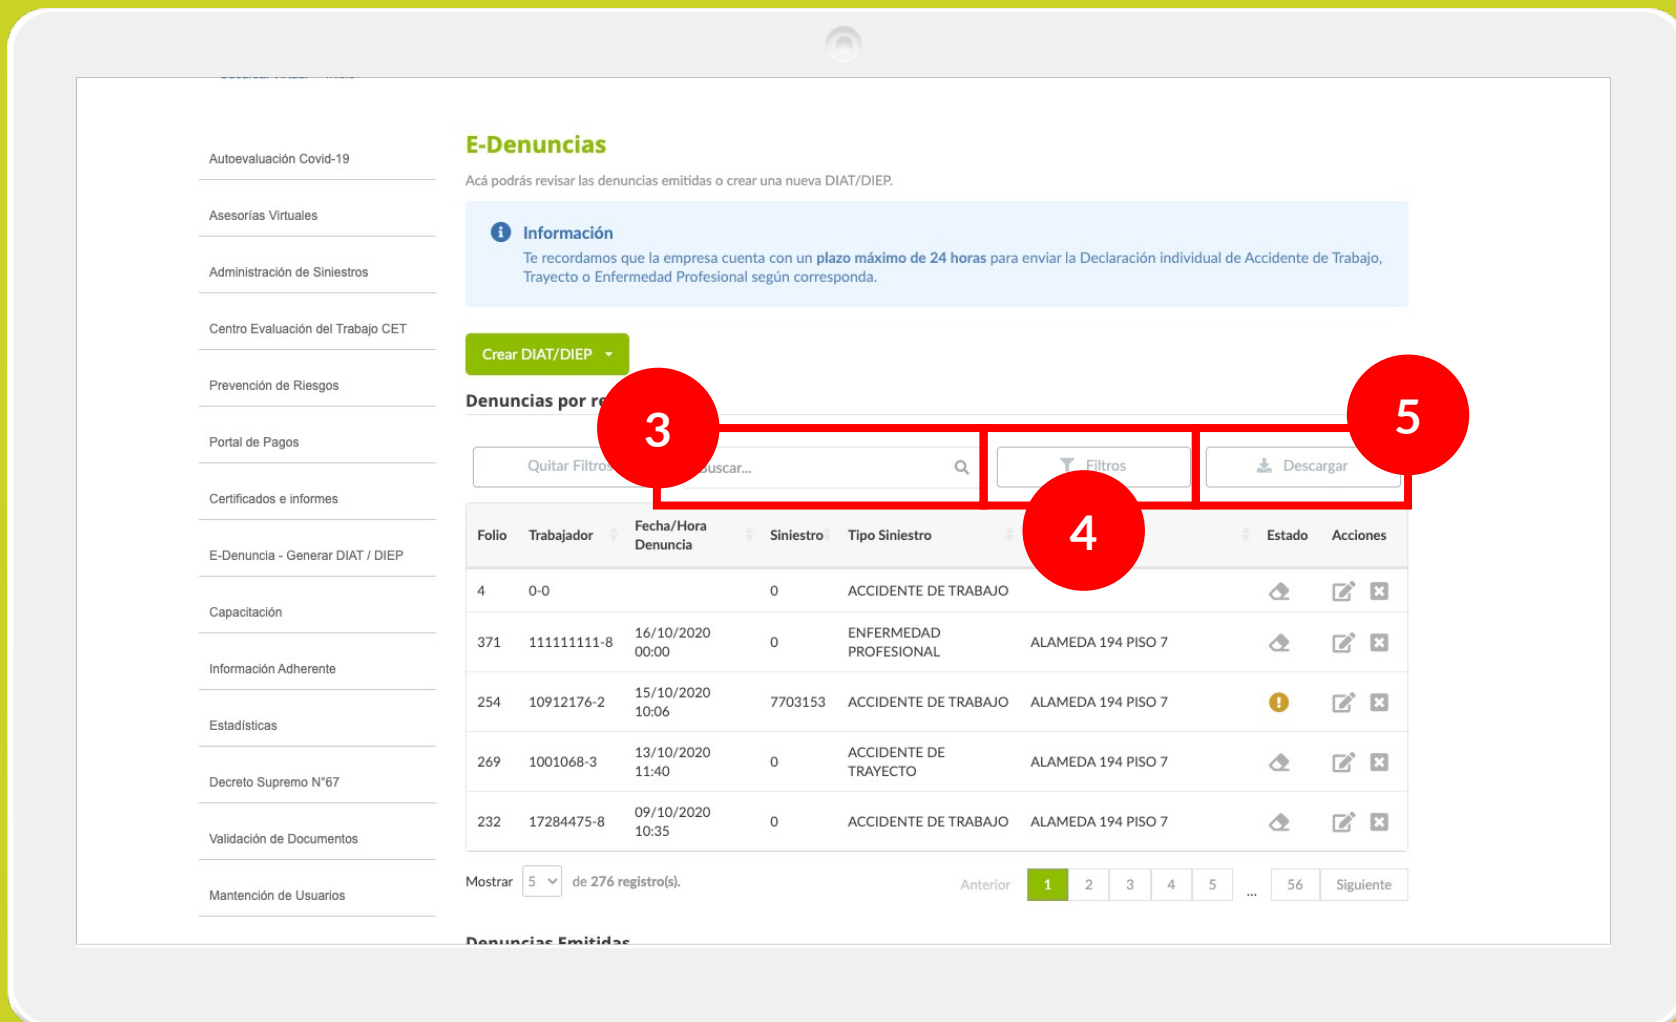 Autoevaluación Covid-19
Asesorías Virtuales
Administración de Siniestros
Centro Evaluación del Trabajo CET
Prevención de Riesgos
Portal de Pagos
Certificados e informes
E-Denuncia - Generar DIAT / DIEP
Capacitación
Información Adherente
Estadísticas
Decreto Supremo N°67
Validación de Documentos
Mantención de Usuarios
E-Denuncias
Acá podrás revisar las denuncias emitidas o crear una nueva DIAT/DIEP.
Información
Te recordamos que la empresa cuenta con un plazo máximo de 24 horas para enviar la Declaración individual de Accidente de Trabajo,
Trayecto o Enfermedad Profesional según corresponda.
Crear DIAT/DIEP
Denuncias por
3
5
Quitar Filtros
Buscar...
Filtros
Descargar
4
Folio Trabajador Fecha/Hora Denuncia Siniestro Tipo Siniestro Estado Acciones
4 0-0 0 ACCIDENTE DE TRABAJO
371 111111111-8 16/10/2020 00:00 0 ENFERMEDAD PROFESIONAL ALAMEDA 194 PISO 7
254 10912176-2 15/10/2020 10:06 7703153 ACCIDENTE DE TRABAJO ALAMEDA 194 PISO 7
269 1001068-3 13/10/2020 11:40 0 ACCIDENTE DE TRAYECTO ALAMEDA 194 PISO 7
232 17284475-8 09/10/2020 10:35 0 ACCIDENTE DE TRABAJO ALAMEDA 194 PISO 7
Mostrar 5 de 276 registro(s).
Anterior 1 2 3 4 5 ... 56 Siguiente
Denuncias Emitidas